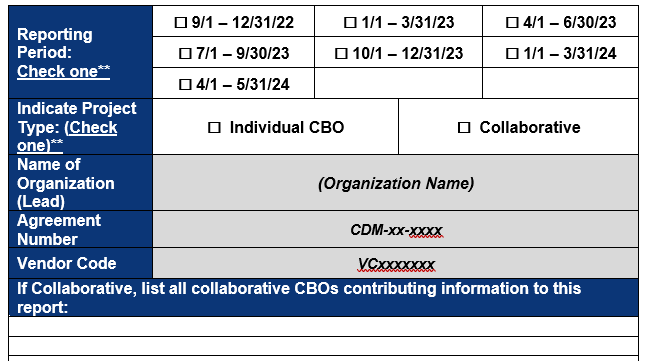 Reporting
Period:
Check one**
☐ 9/1 – 12/31/22
☐ 1/1 – 3/31/23
☐ 4/1 – 6/30/23
☐ 7/1 – 9/30/23
☐ 10/1 – 12/31/23
☐ 1/1 – 3/31/24
☐ 4/1 – 5/31/24
Indicate Project
Type: (Check
one)**
☐ Individual CBO
☐ Collaborative
Name of
Organization
(Lead)
(Organization Name)
Agreement
Number
CDM-xx-xxxx
Vendor Code
VCxxxxxxx
If Collaborative, list all collaborative CBOs contributing information to this
report: